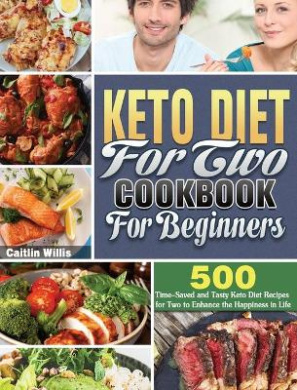 KETO DIET
For Two
COOKBOOK
For Beginners
Caitlin Willis
500
Time-Saved and Tasty Keto Diet Recipes
for Two to Enhance the Happiness in Life